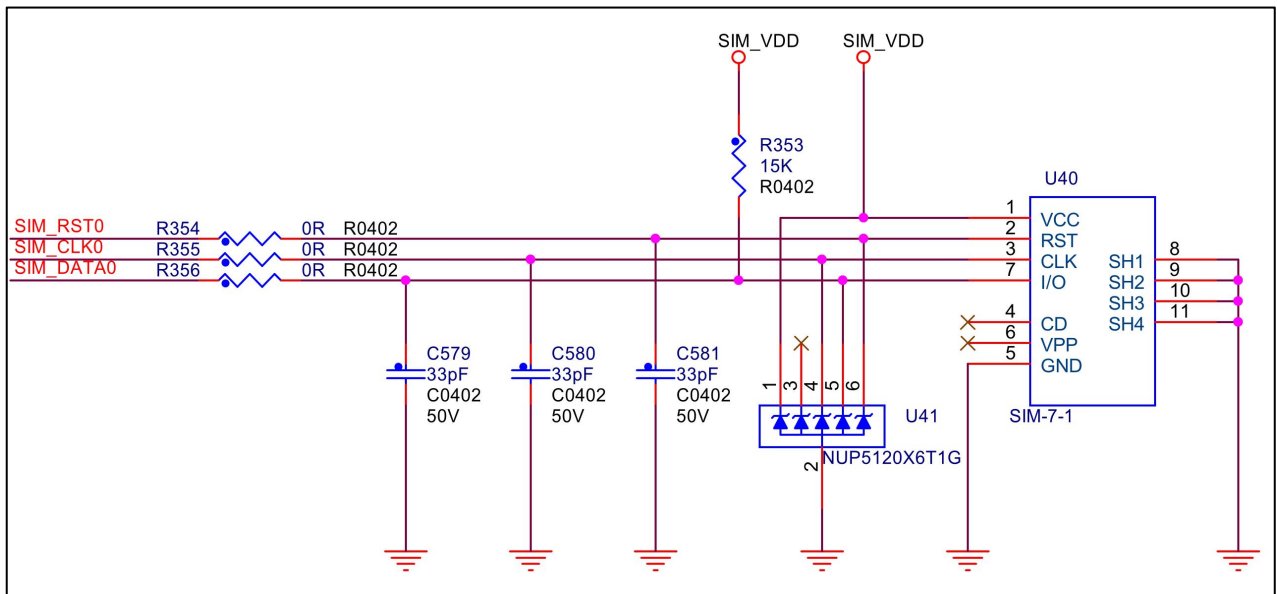 SIM_VDD
SIM_VDD
R353
15K
R0402
U40
SIM_RST0 R354 0R R0402
SIM_CLK0 R355 0R R0402
SIM_DATA0 R356 0R R0402
1 VCC
2 RST
3 CLK SH1 8
7 I/O SH2 9
SH3 10
4 CD SH4 11
6 VPP
5 GND
SIM-7-1
C579
33pF
C0402
50V
C580
33pF
C0402
50V
C581
33pF
C0402
50V
1 3 4 5 6
U41
NUP5120X6T1G
2